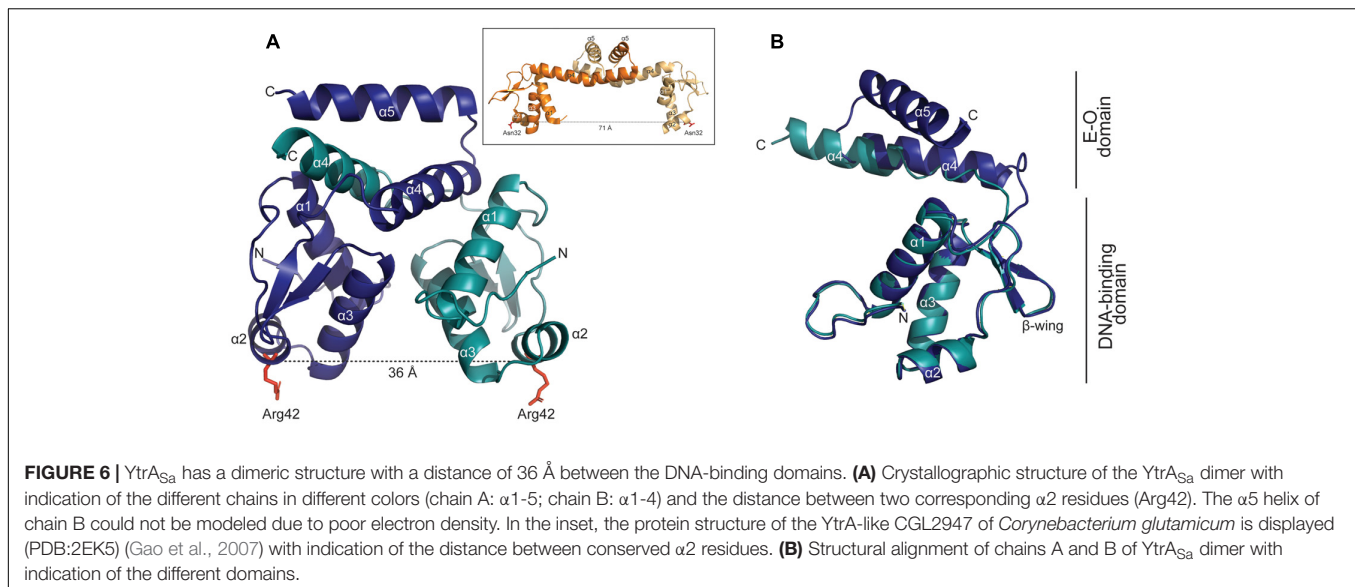 A
C
α5
C
α4
α4
α1
α1
N
N
α3
α2
α3
α2
36 Å
Arg42
Arg42
α5
α5
71 Å
Asn32
Asn32
B
α5
C
C
α4
α4
α1
α3
N
β-wing
α2
E-O
domain
DNA-binding
domain
FIGURE 6 | YtrASa has a dimeric structure with a distance of 36 Å between the DNA-binding domains. (A) Crystallographic structure of the YtrASa dimer with
indication of the different chains in different colors (chain A: α1-5; chain B: α1-4) and the distance between two corresponding α2 residues (Arg42). The α5 helix of
chain B could not be modeled due to poor electron density. In the inset, the protein structure of the YtrA-like CGL2947 of Corynebacterium glutamicum is displayed
(PDB:2EK5) (Gao et al., 2007) with indication of the distance between conserved α2 residues. (B) Structural alignment of chains A and B of YtrASa dimer with
indication of the different domains.